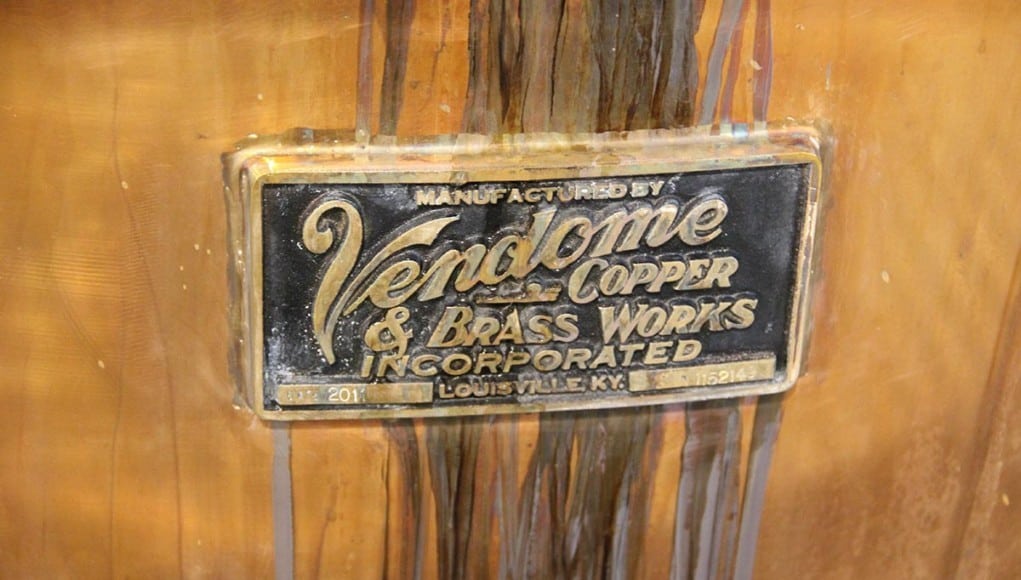 MANUFACTURED BY
Vendome
COPPER
& BRASS WORKS
INCORPORATED
LOUISVILLE, KY.
2011